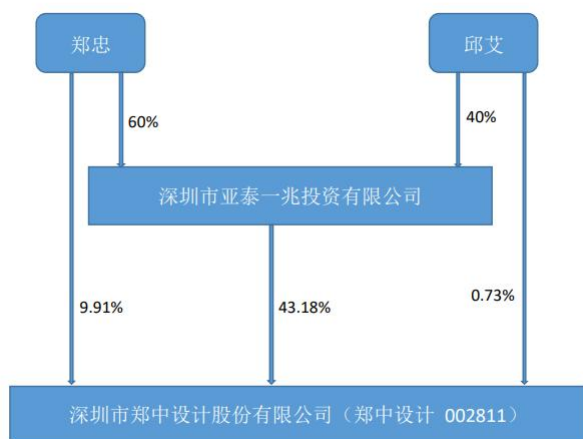 郑忠
邱艾
60%
40%
深圳市亚泰一兆投资有限公司
9.91%
43.18%
0.73%
深圳市郑中设计股份有限公司（郑中设计 002811）